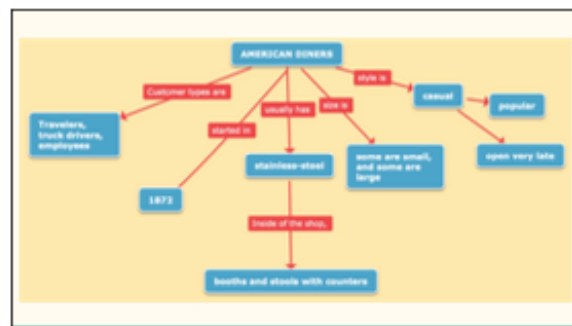 AMERICAN DINERS
Customer types are
style is
casual
popular
usually has
size is
started in
Travelers,
truck drivers,
employees
some are small,
and some are
large
open very late
stainless-steel
1873
Inside of the shop,
booths and stools with counters